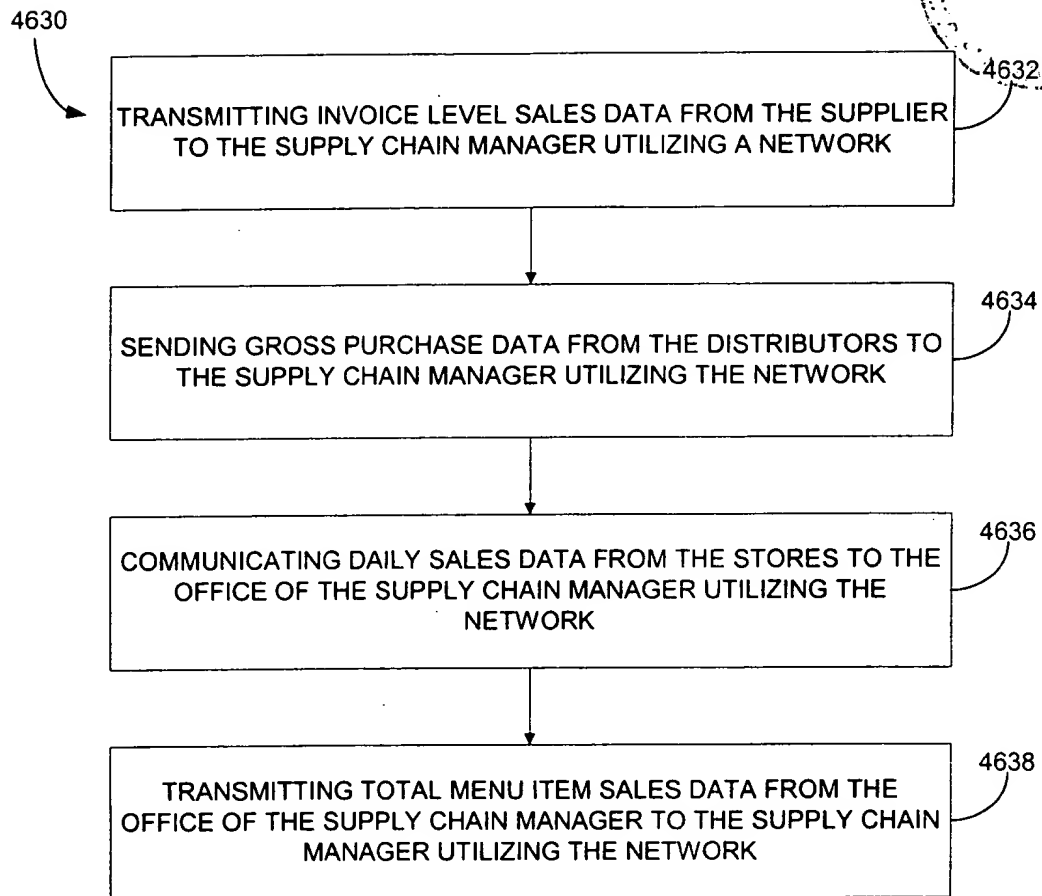 4630
4632
TRANSMITTING INVOICE LEVEL SALES DATA FROM THE SUPPLIER
TO THE SUPPLY CHAIN MANAGER UTILIZING A NETWORK
4634
SENDING GROSS PURCHASE DATA FROM THE DISTRIBUTORS TO
THE SUPPLY CHAIN MANAGER UTILIZING THE NETWORK
4636
COMMUNICATING DAILY SALES DATA FROM THE STORES TO THE
OFFICE OF THE SUPPLY CHAIN MANAGER UTILIZING THE
NETWORK
4638
TRANSMITTING TOTAL MENU ITEM SALES DATA FROM THE
OFFICE OF THE SUPPLY CHAIN MANAGER TO THE SUPPLY CHAIN
MANAGER UTILIZING THE NETWORK